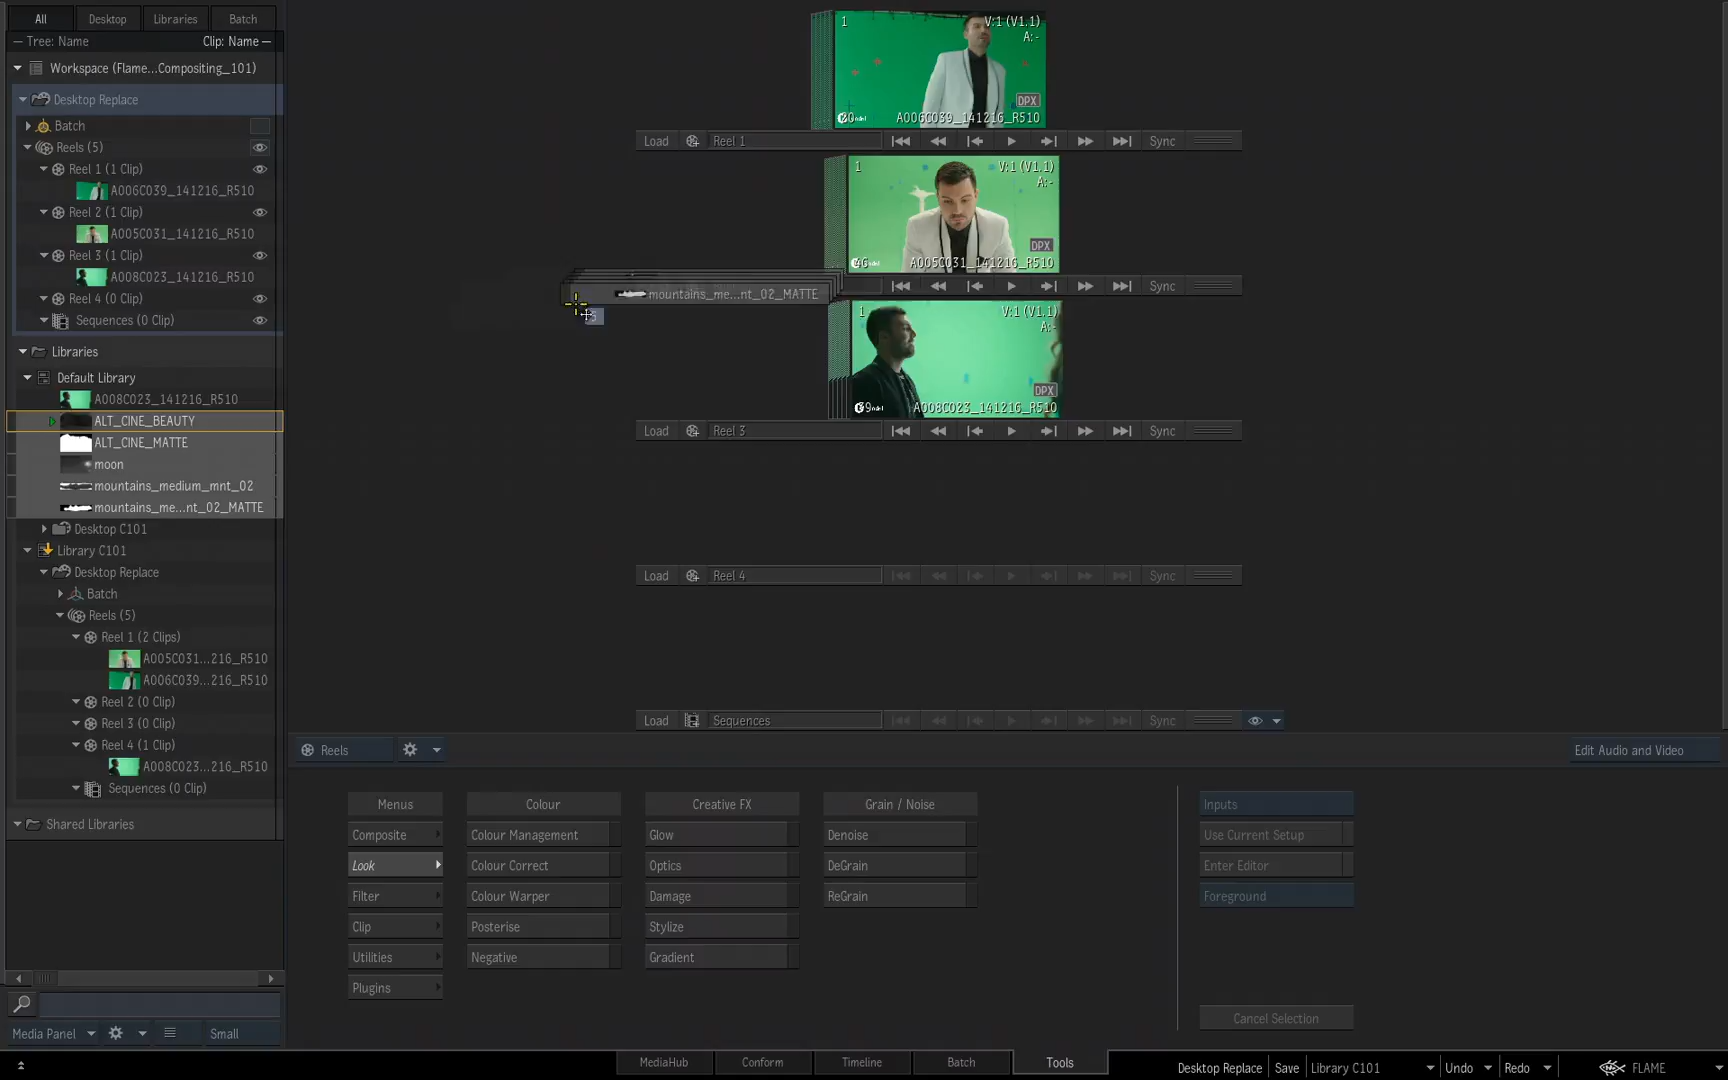 All Desktop Libraries Batch
Tree: Name Clip: Name
Workspace (Flame...Compositing_101)
Desktop Replace
Batch
Reels (5)
Reel 1 (1 Clip)
A006C039_141216_R510
Reel 2 (1 Clip)
A005C031_141216_R510
Reel 3 (1 Clip)
A008C023_141216_R510
Reel 4 (0 Clip)
Sequences (0 Clip)
Libraries
Default Library
A008C023_141216_R510
ALT_CINE_BEAUTY
ALT_CINE_MATTE
moon
mountains_medium_mnt_02
mountains_me...nt_02_MATTE
Desktop C101
Library C101
Desktop Replace
Batch
Reels (5)
Reel 1 (2 Clips)
A005C031...216_R510
A006C039...216_R510
Reel 2 (0 Clip)
Reel 3 (0 Clip)
Reel 4 (1 Clip)
A008C023...216_R510
Sequences (0 Clip)
Shared Libraries
Media Panel Small
1 V:1 (V1.1)
A:-
DPX
A006C039_141216_R510
Load Reel 1 Sync
1 V:1 (V1.1)
A:-
DPX
A005C031_141216_R510
Sync
mountains_me...nt_02_MATTE
5
1 V:1 (V1.1)
A:-
DPX
A008C023_141216_R510
Load Reel 3 Sync
Load Reel 4 Sync
Load Sequences Sync
Reels Edit Audio and Video
Menus Colour Creative FX Grain / Noise Inputs
Composite Colour Management Glow Denoise Use Current Setup
Look Colour Correct Optics DeGrain Enter Editor
Filter Colour Warper Damage ReGrain Foreground
Clip Posterise Stylize
Utilities Negative Gradient
Plugins
Cancel Selection
MediaHub Conform Timeline Batch Tools Desktop Replace Save Library C101 Undo Redo FLAME